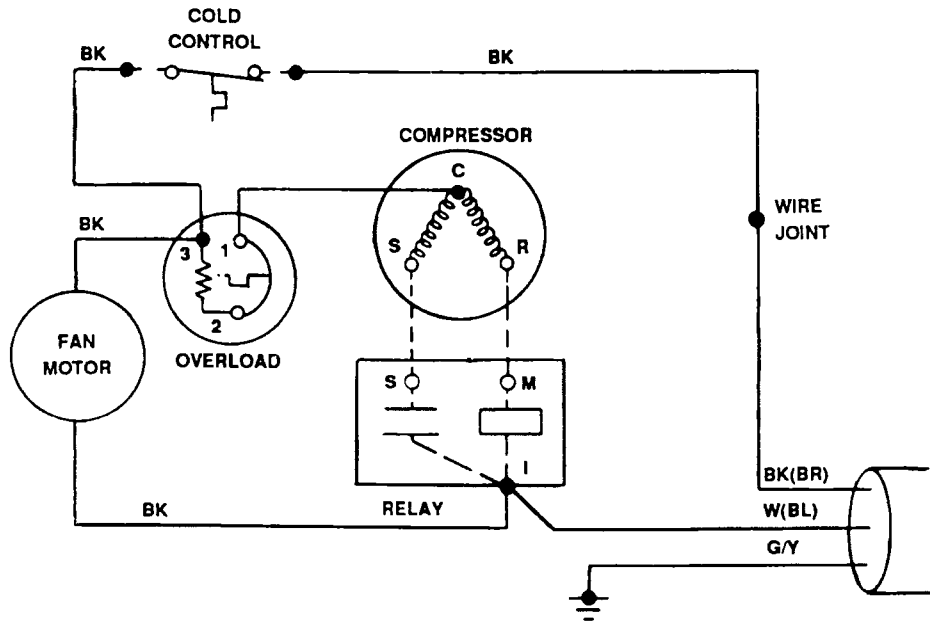 COLD
CONTROL
BK
BK
COMPRESSOR
C
S
R
WIRE
JOINT
BK
3
1
2
OVERLOAD
FAN
MOTOR
S
M
I
RELAY
BK
BK(BR)
W(BL)
G/Y